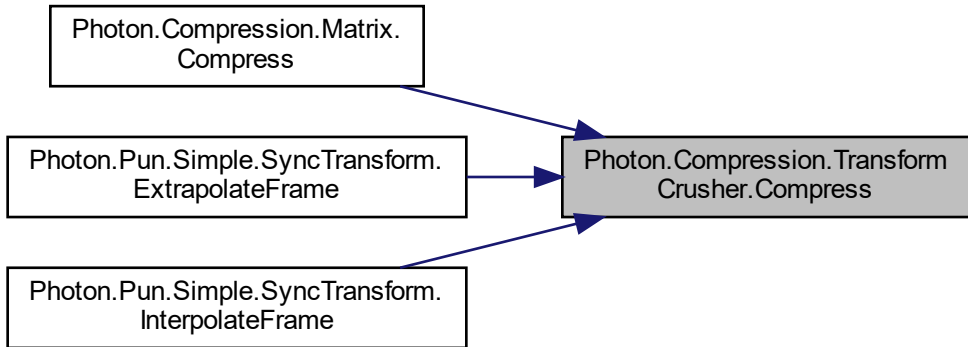 Photon.Compression.Matrix.
Compress
Photon.Pun.Simple.SyncTransform.
ExtrapolateFrame
Photon.Compression.Transform
Crusher.Compress
Photon.Pun.Simple.SyncTransform.
InterpolateFrame